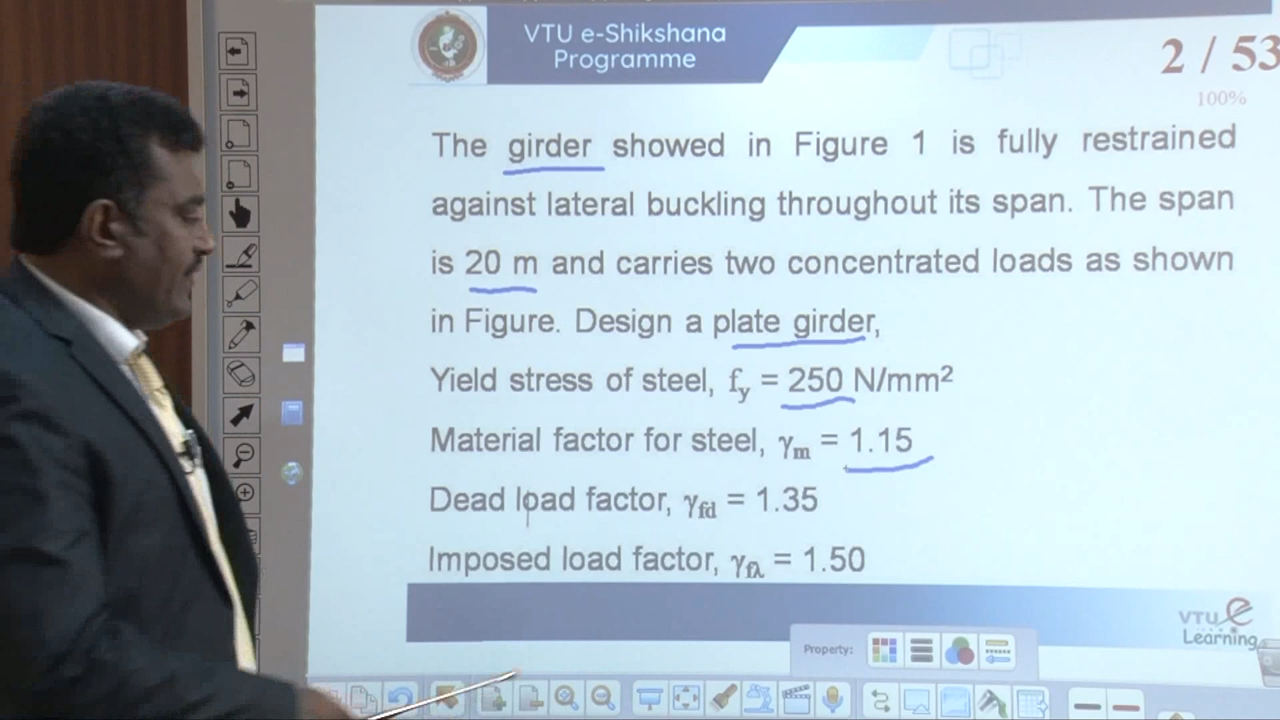 VTU e-Shikshana
Programme
2 / 53
100%
The girder showed in Figure 1 is fully restrained
against lateral buckling throughout its span. The span
is 20 m and carries two concentrated loads as shown
in Figure. Design a plate girder,
Yield stress of steel, fy = 250 N/mm²
Material factor for steel, γm = 1.15
Dead load factor, γfd = 1.35
Imposed load factor, γfλ = 1.50
VTU e
Learning
Property: